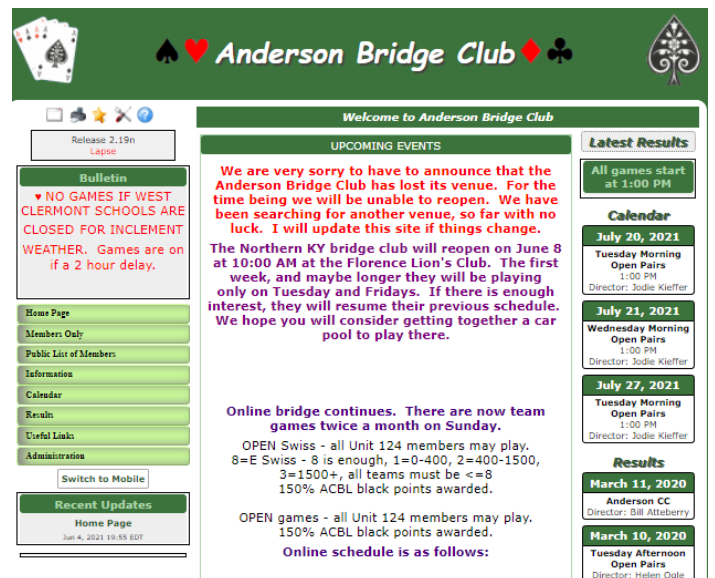 Anderson Bridge Club
Release 2.19n
Lapse
Bulletin
♥ NO GAMES IF WEST
CLERMONT SCHOOLS ARE
CLOSED FOR INCLEMENT
WEATHER. Games are on
if a 2 hour delay.
Home Page
Members Only
Public List of Members
Information
Calendar
Results
Useful Links
Administration
Switch to Mobile
Recent Updates
Home Page
Jun 4, 2021 19:55 EDT
Welcome to Anderson Bridge Club
UPCOMING EVENTS
We are very sorry to have to announce that the
Anderson Bridge Club has lost its venue. For the
time being we will be unable to reopen. We have
been searching for another venue, so far with no
luck. I will update this site if things change.
The Northern KY bridge club will reopen on June 8
at 10:00 AM at the Florence Lion's Club. The first
week, and maybe longer they will be playing
only on Tuesday and Fridays. If there is enough
interest, they will resume their previous schedule.
We hope you will consider getting together a car
pool to play there.
Online bridge continues. There are now team
games twice a month on Sunday.
OPEN Swiss - all Unit 124 members may play.
8=E Swiss - 8 is enough, 1=0-400, 2=400-1500,
3=1500+, all teams must be <=8
150% ACBL black points awarded.
OPEN games - all Unit 124 members may play.
150% ACBL black points awarded.
Online schedule is as follows:
Latest Results
All games start
at 1:00 PM
Calendar
July 20, 2021
Tuesday Morning
Open Pairs
1:00 PM
Director: Jodie Kieffer
July 21, 2021
Wednesday Morning
Open Pairs
1:00 PM
Director: Jodie Kieffer
July 27, 2021
Tuesday Morning
Open Pairs
1:00 PM
Director: Jodie Kieffer
Results
March 11, 2020
Anderson CC
Director: Bill Atteberry
March 10, 2020
Tuesday Afternoon
Open Pairs
Director: Helen Ogle